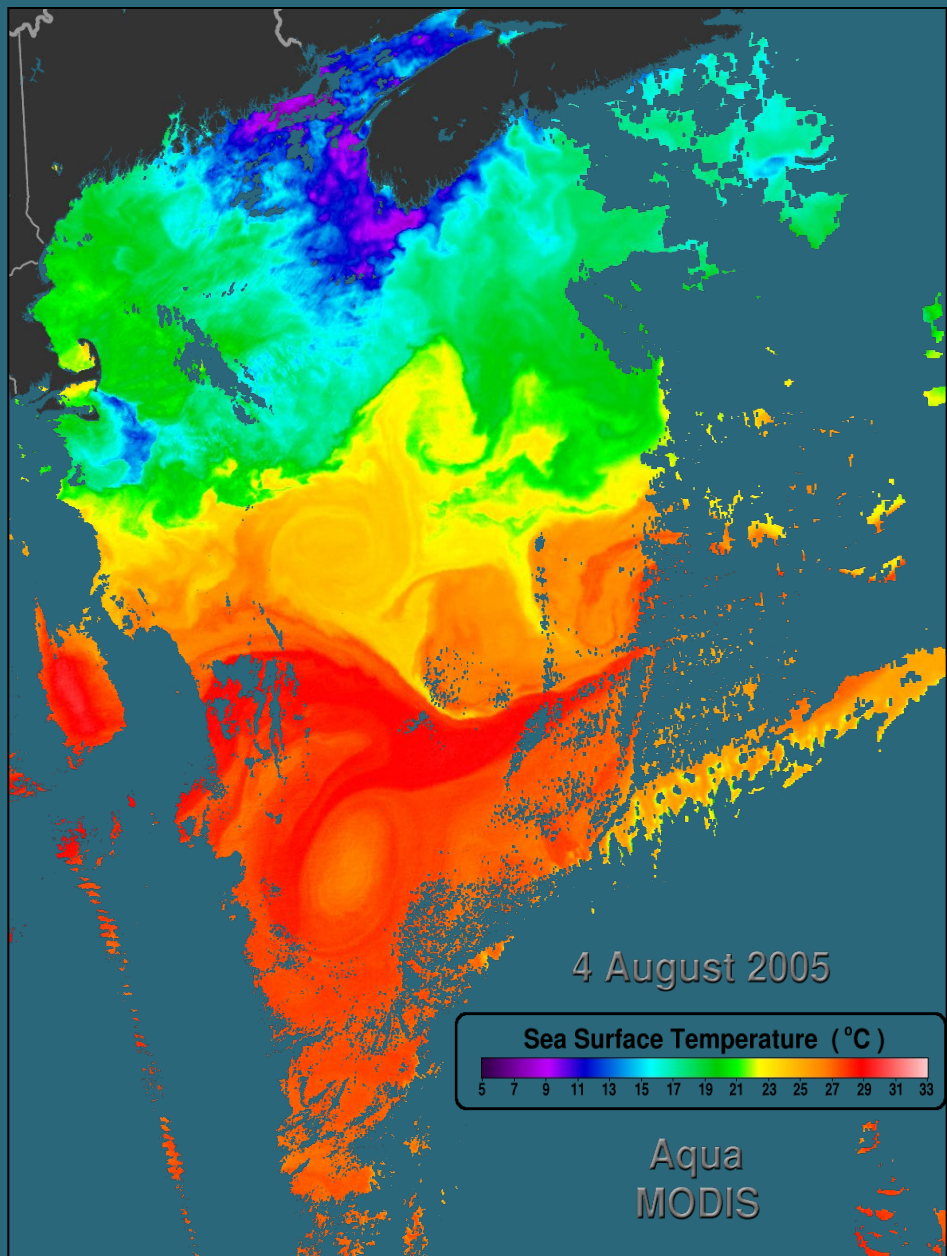 4 August 2005
Sea Surface Temperature (°C)
5 7 9 11 13 15 17 19 21 23 25 27 29 31 33
Aqua
MODIS